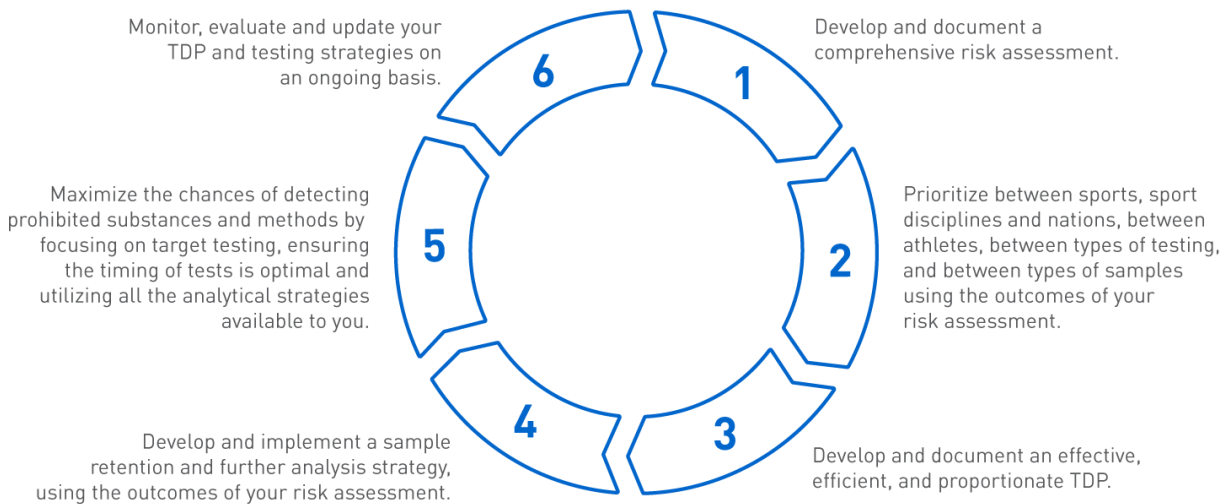 1
Develop and document a
comprehensive risk assessment.
2
Prioritize between sports, sport
disciplines and nations, between
athletes, between types of testing,
and between types of samples
using the outcomes of your
risk assessment.
3
Develop and document an effective,
efficient, and proportionate TDP.
4
Develop and implement a sample
retention and further analysis strategy,
using the outcomes of your risk assessment.
5
Maximize the chances of detecting
prohibited substances and methods by
focusing on target testing, ensuring
the timing of tests is optimal and
utilizing all the analytical strategies
available to you.
6
Monitor, evaluate and update your
TDP and testing strategies on
an ongoing basis.